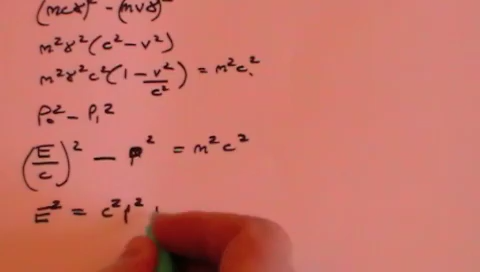 (mcγ)² - (mvγ)²
m²γ²(c² - v²)
m²γ²c²(1 - v²/c²) = m²c²
P₀² - P₁²
(E/c)² - P² = m²c²
E² = c²p²